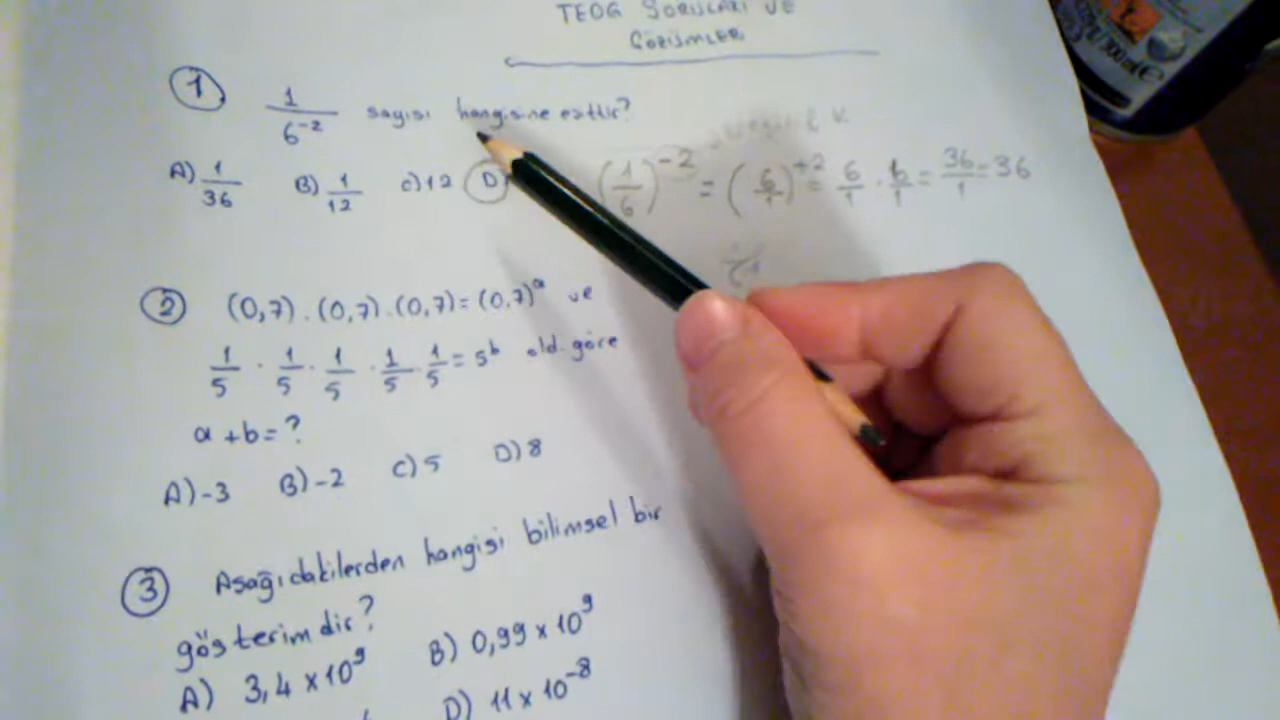 TEOG SORULARI VE
ÇÖZÜMLER
1 1/6⁻² sayısı hangisine eşittir?
A) 1/36 B) 1/12 C) 12 D) (1/6)⁻² = (6/1)⁺² = 6/1 . 6/1 = 36/1 = 36
2 (0,7) . (0,7) . (0,7) = (0,7)ᵃ ve
1/5 . 1/5 . 1/5 . 1/5 . 1/5 = 5ᵇ old. göre
a + b = ?
A) -3 B) -2 C) 5 D) 8
3 Aşağıdakilerden hangisi bilimsel bir
gösterimdir?
A) 3,4 x 10⁹ B) 0,99 x 10⁹
D) 11 x 10⁻⁸